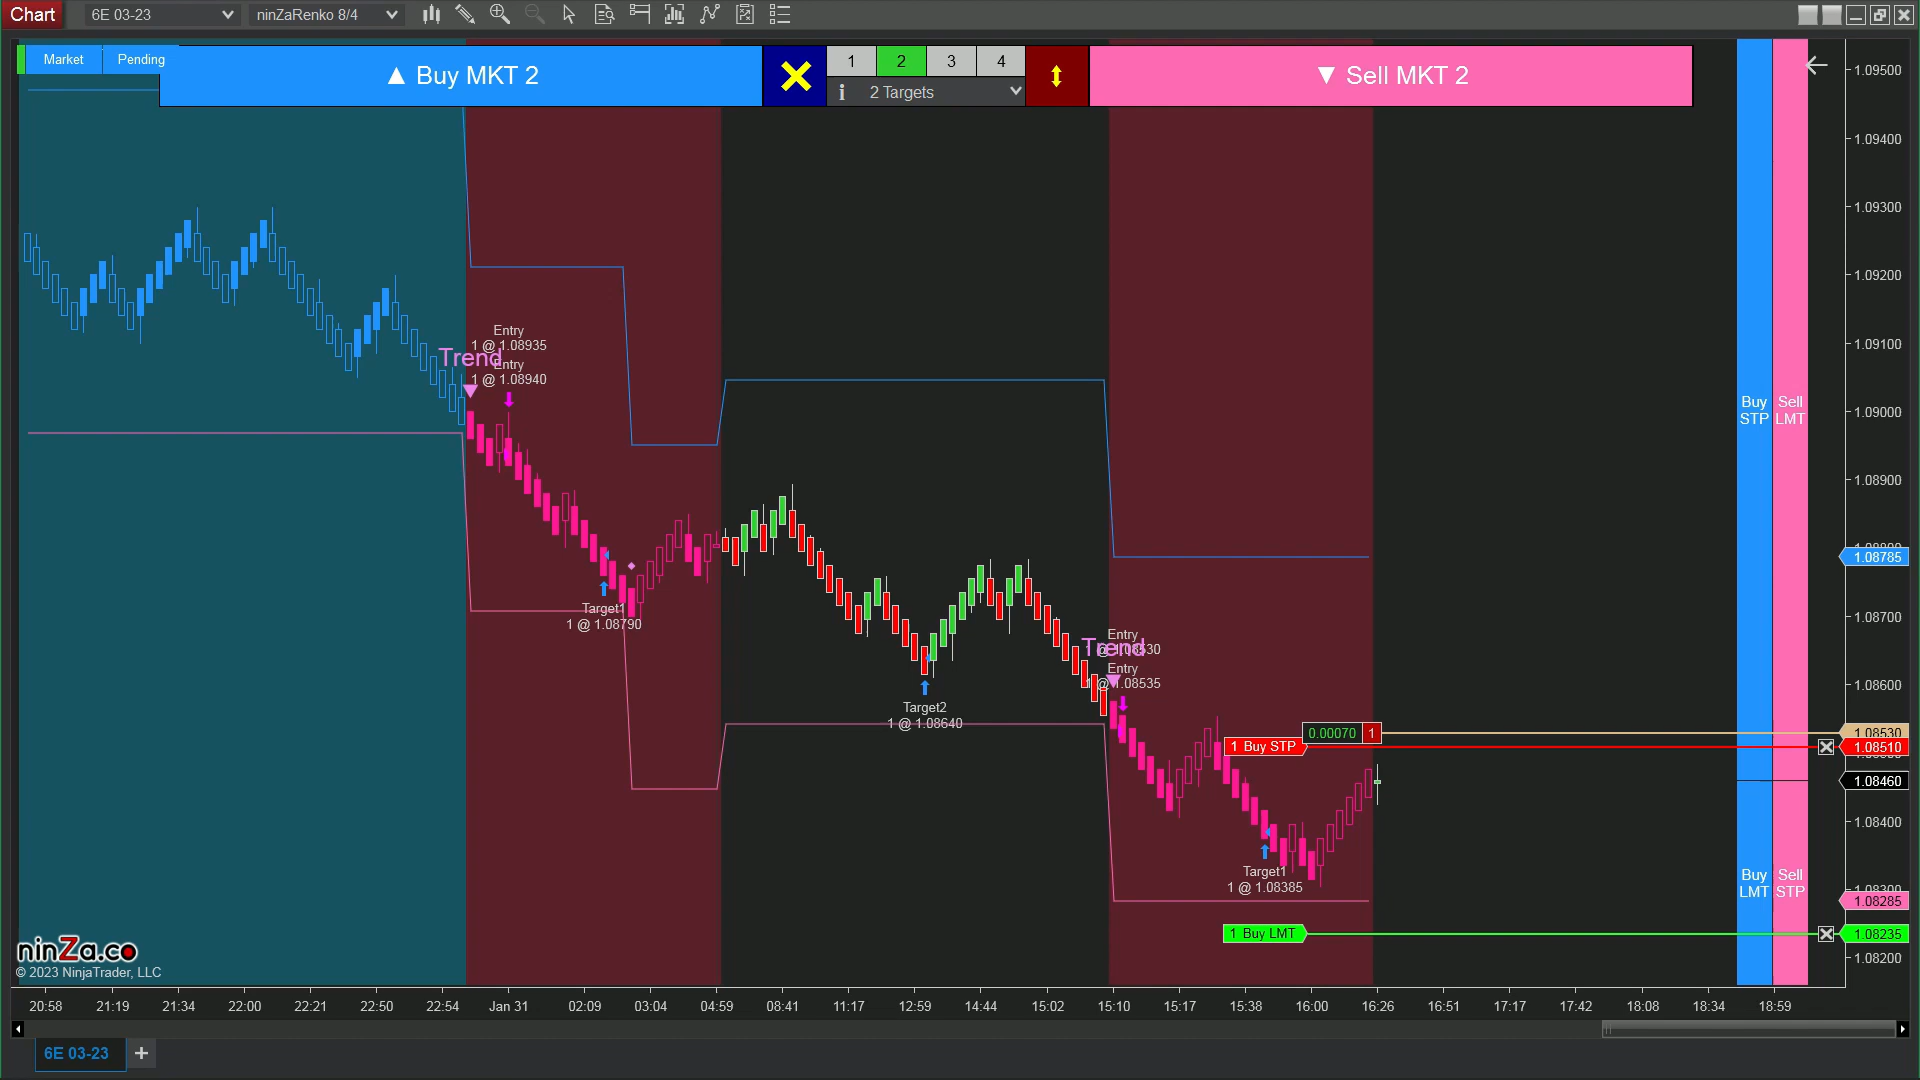 Chart
6E 03-23
ninZaRenko 8/4
Market
Pending
▲ Buy MKT 2
1
2
3
4
2 Targets
▼ Sell MKT 2
1.09500
1.09400
1.09300
1.09200
1.09100
1.09000
1.08900
1.08785
1.08700
1.08600
1.08530
1.08510
1.08460
1.08400
1.08300
1.08285
1.08235
1.08200
Buy STP
Sell LMT
Buy LMT
Sell STP
Entry
1 @ 1.08935
Trend
Entry
1 @ 1.08940
Target1
1 @ 1.08790
Target2
1 @ 1.08640
Entry
1 @ 1.08530
Trend
Entry
1 @ 1.08535
0.00070 1
1 Buy STP
Target1
1 @ 1.08385
1 Buy LMT
ninZa.co
© 2023 NinjaTrader, LLC
20:58 21:19 21:34 22:00 22:21 22:50 22:54 Jan 31 02:09 03:04 04:59 08:41 11:17 12:59 14:44 15:02 15:10 15:17 15:38 16:00 16:26 16:51 17:17 17:42 18:08 18:34 18:59
6E 03-23
+